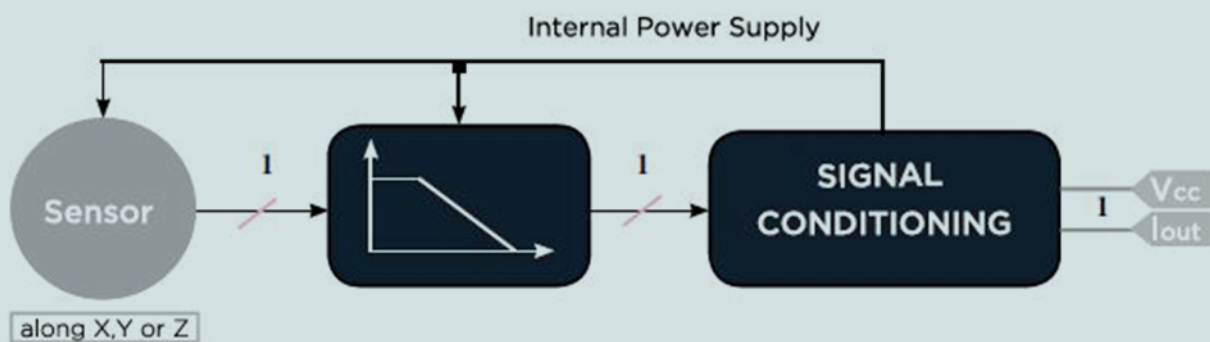 Internal Power Supply
1
1
Sensor
SIGNAL
CONDITIONING
Vcc
1
Iout
along X,Y or Z